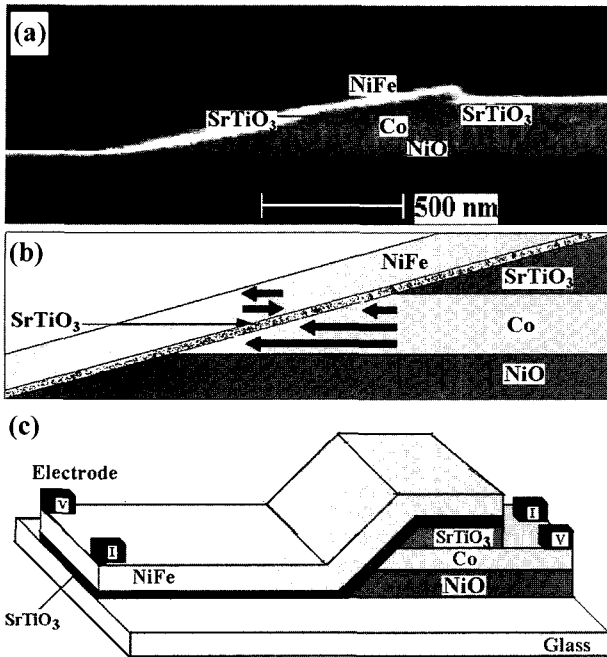 (a)
NiFe
SrTiO3
SrTiO3
Co
NiO
500 nm
(b)
NiFe
SrTiO3
SrTiO3
Co
NiO
(c)
Electrode
V
I
I
V
SrTiO3
Co
NiFe
NiO
SrTiO3
Glass